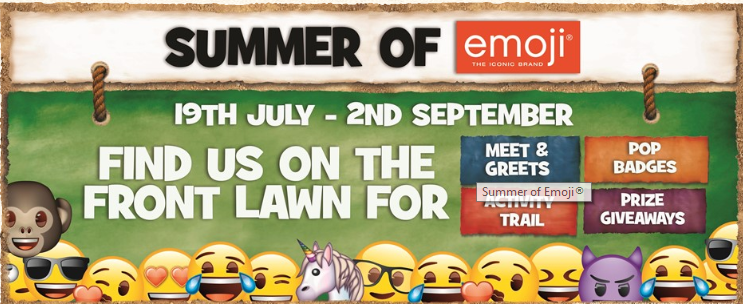 SUMMER OF emoji®
THE ICONIC BRAND
19TH JULY - 2ND SEPTEMBER
FIND US ON THE
FRONT LAWN FOR
MEET &
GREETS
POP
BADGES
Summer of Emoji®
ACTIVITY
TRAIL
PRIZE
GIVEAWAYS